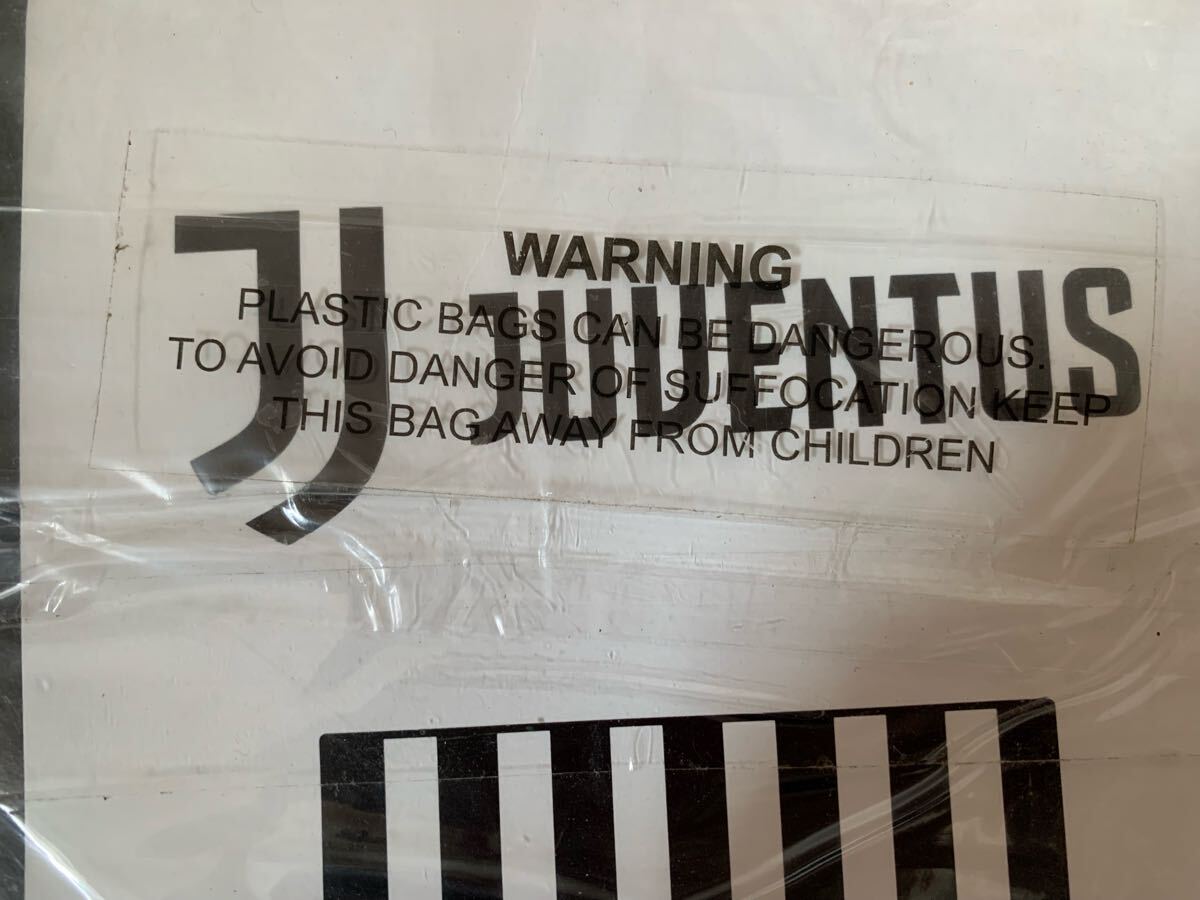 WARNING
JUVENTUS
PLASTIC BAGS CAN BE DANGEROUS.
TO AVOID DANGER OF SUFFOCATION KEEP
THIS BAG AWAY FROM CHILDREN